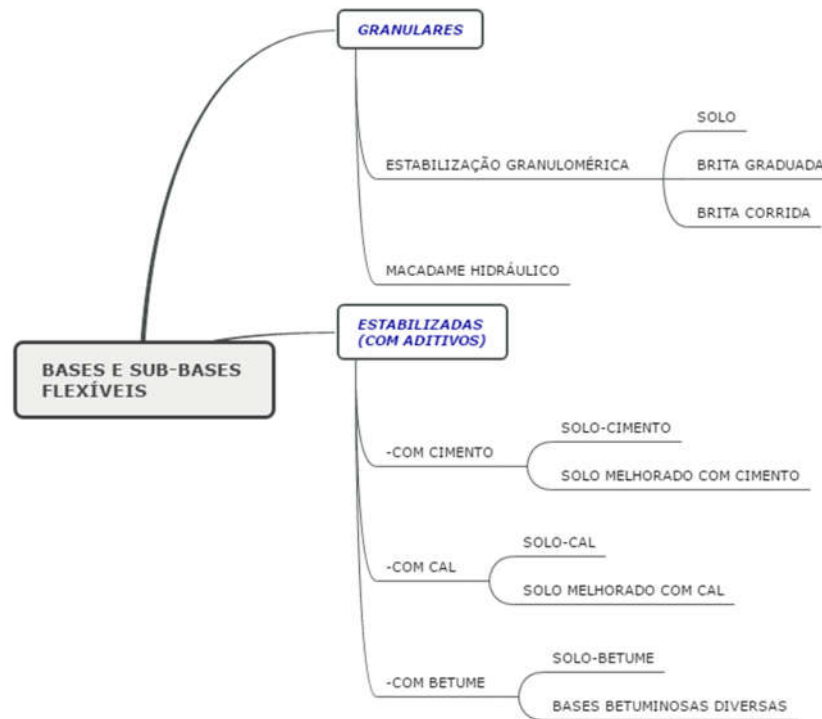 GRANULARES
SOLO
ESTABILIZAÇÃO GRANULOMÉRICA
BRITA GRADUADA
BRITA CORRIDA
MACADAME HIDRÁULICO
ESTABILIZADAS
(COM ADITIVOS)
BASES E SUB-BASES
FLEXÍVEIS
SOLO-CIMENTO
-COM CIMENTO
SOLO MELHORADO COM CIMENTO
SOLO-CAL
-COM CAL
SOLO MELHORADO COM CAL
SOLO-BETUME
-COM BETUME
BASES BETUMINOSAS DIVERSAS